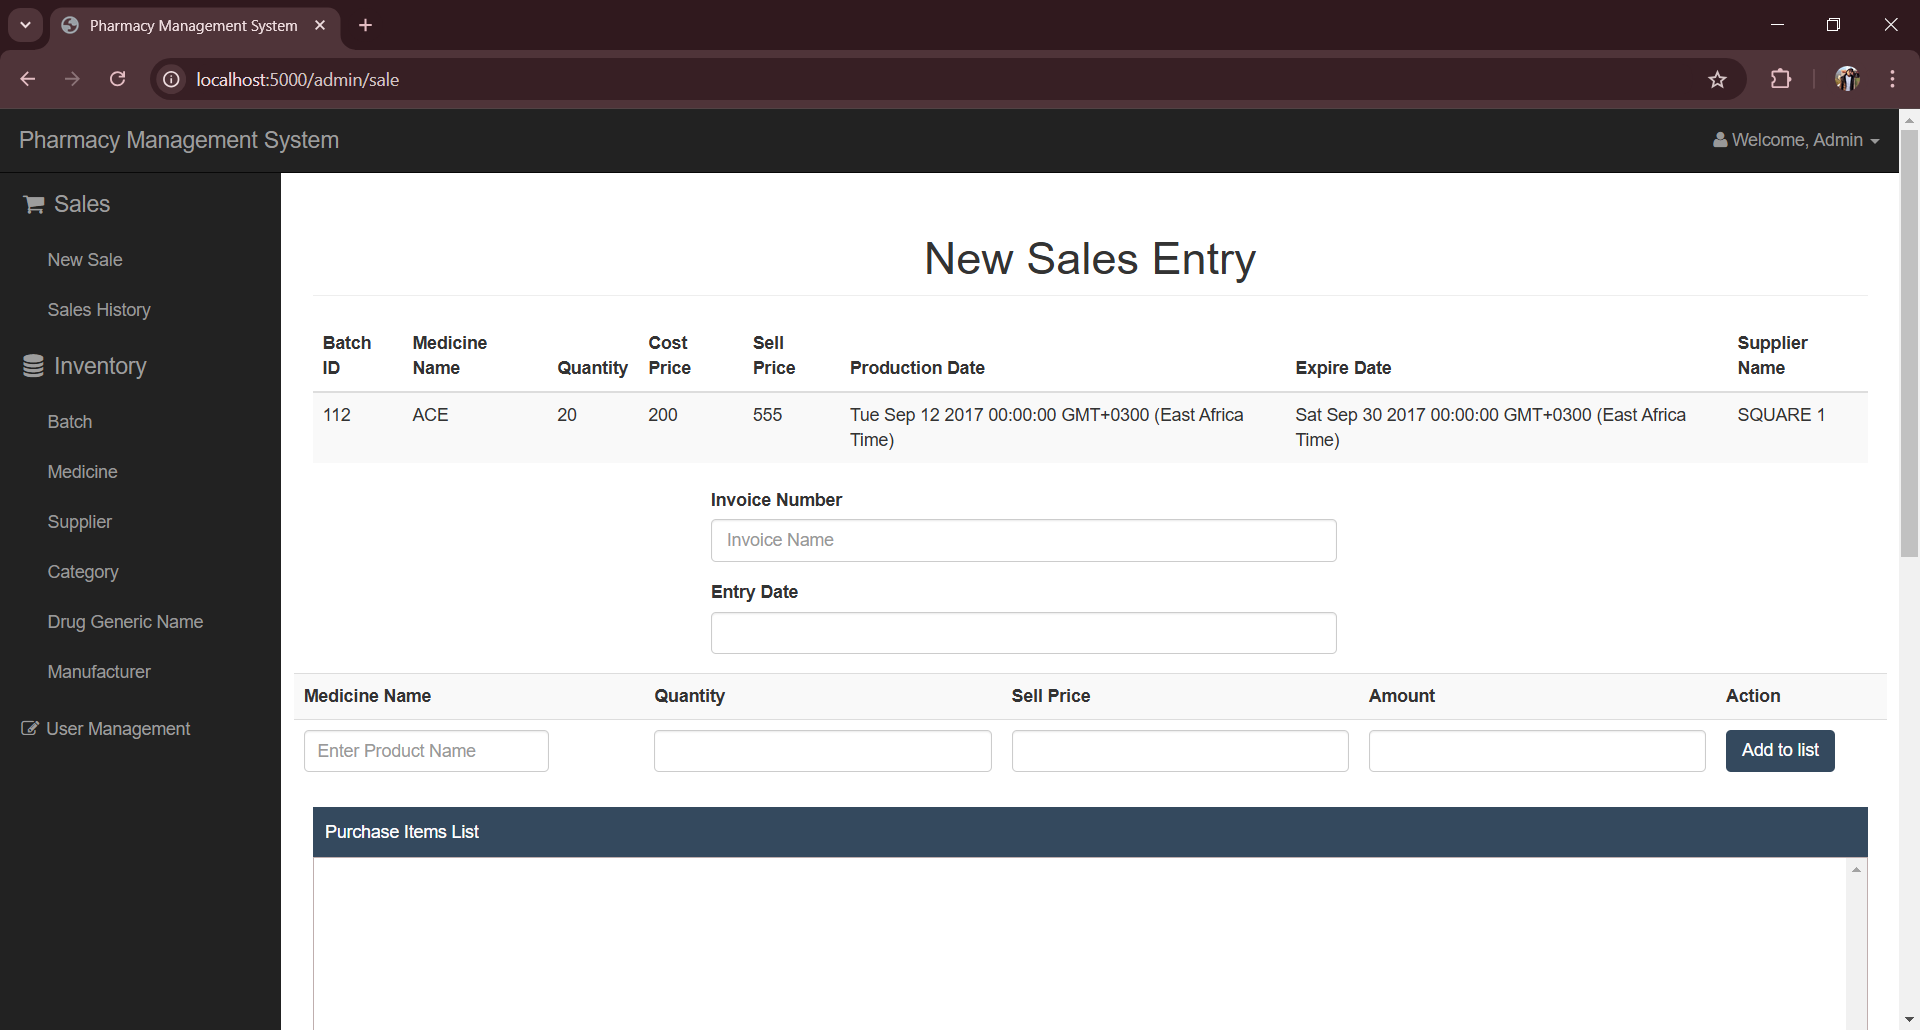 Pharmacy Management System
localhost:5000/admin/sale
Pharmacy Management System
Welcome, Admin
Sales
New Sale
Sales History
Inventory
Batch
Medicine
Supplier
Category
Drug Generic Name
Manufacturer
User Management
New Sales Entry
Batch ID Medicine Name Quantity Cost Price Sell Price Production Date Expire Date Supplier Name
112 ACE 20 200 555 Tue Sep 12 2017 00:00:00 GMT+0300 (East Africa Time) Sat Sep 30 2017 00:00:00 GMT+0300 (East Africa Time) SQUARE 1
Invoice Number
Invoice Name
Entry Date
Medicine Name Quantity Sell Price Amount Action
Enter Product Name Add to list
Purchase Items List